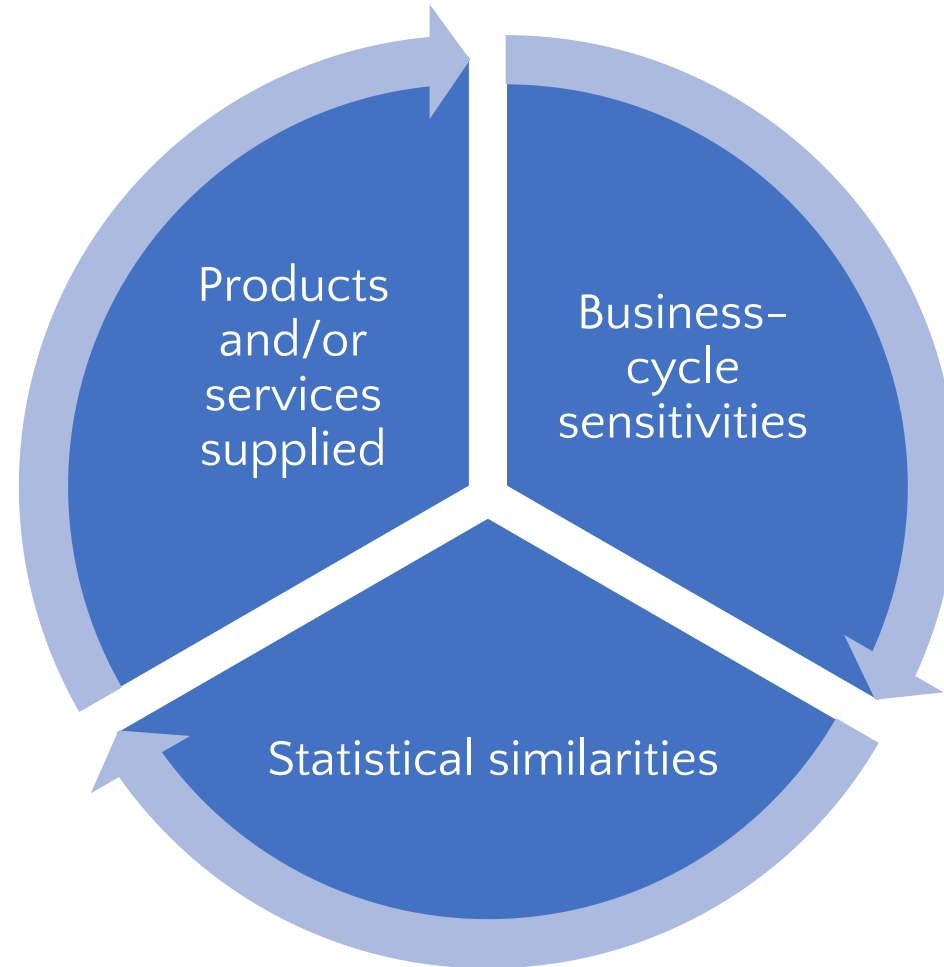 Products
and/or
services
supplied
Business-
cycle
sensitivities
Statistical similarities